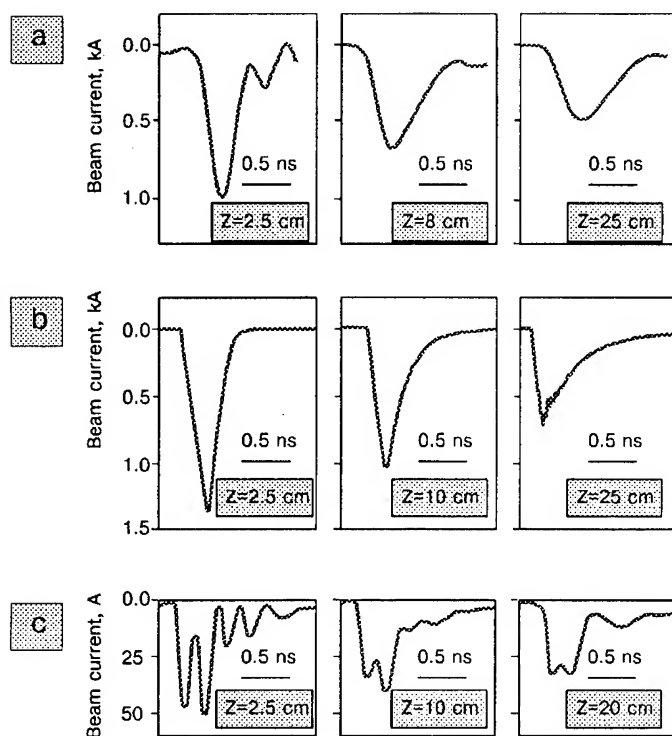 a
Beam current, kA
0.0
0.5
1.0
0.5 ns
Z=2.5 cm
0.5 ns
Z=8 cm
0.5 ns
Z=25 cm
b
Beam current, kA
0.0
0.5
1.0
1.5
0.5 ns
Z=2.5 cm
0.5 ns
Z=10 cm
0.5 ns
Z=25 cm
c
Beam current, A
0.0
25
50
0.5 ns
Z=2.5 cm
0.5 ns
Z=10 cm
0.5 ns
Z=20 cm